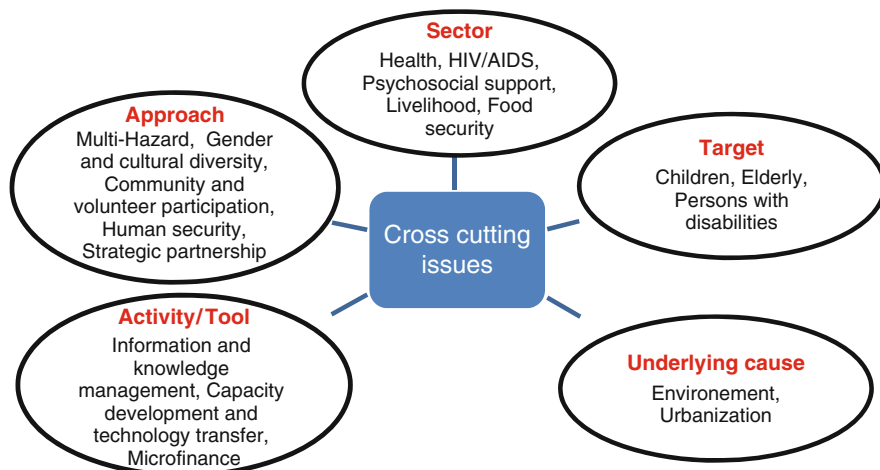 Sector
Health, HIV/AIDS,
Psychosocial support,
Livelihood, Food
security
Approach
Multi-Hazard, Gender
and cultural diversity,
Community and
volunteer participation,
Human security,
Strategic partnership
Target
Children, Elderly,
Persons with
disabilities
Cross cutting
issues
Activity/Tool
Information and
knowledge
management, Capacity
development and
technology transfer,
Microfinance
Underlying cause
Environement,
Urbanization